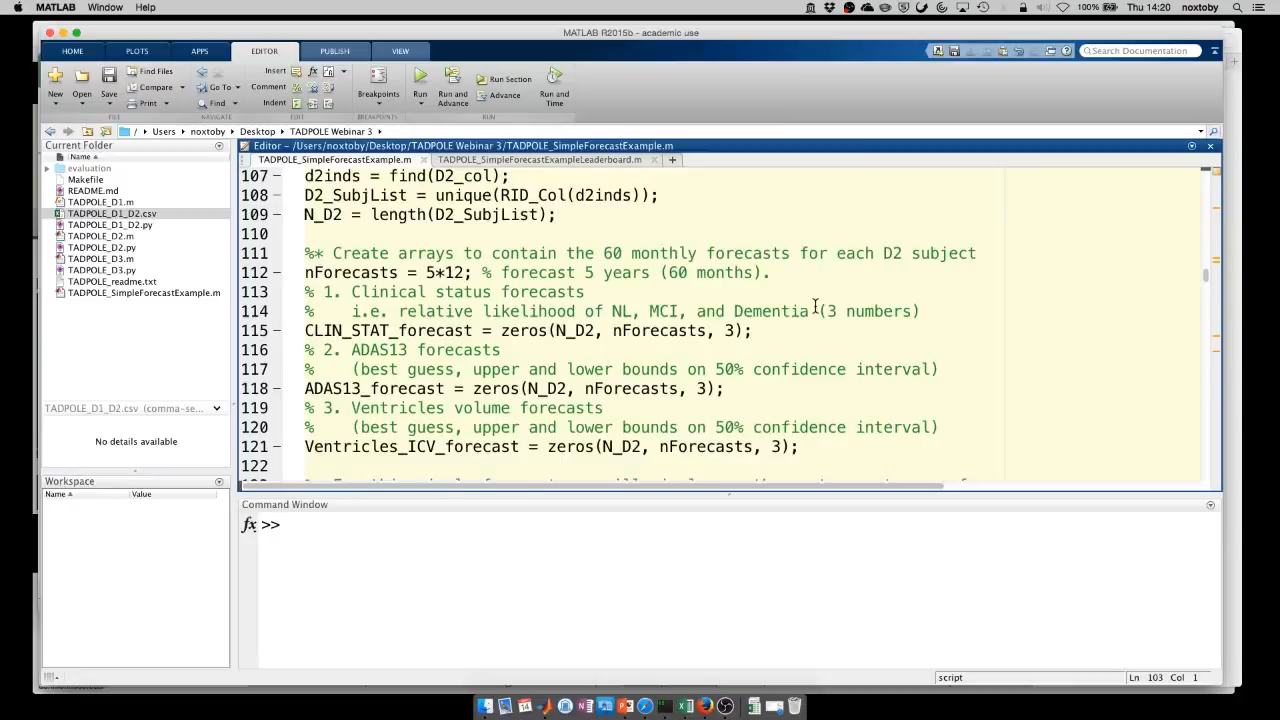 MATLAB Window Help 100% Thu 14:20 noxtoby
MATLAB R2015b - academic use
HOME PLOTS APPS EDITOR PUBLISH VIEW Search Documentation
New Open Save Find Files Compare Print
Go To Find
Insert Comment Indent
Breakpoints Run Run and Advance Run Section Advance Run and Time
FILE NAVIGATE EDIT BREAKPOINTS RUN
/ Users noxtoby Desktop TADPOLE Webinar 3
Current Folder
Name
evaluation
Makefile
README.md
TADPOLE_D1.m
TADPOLE_D1_D2.csv
TADPOLE_D1_D2.py
TADPOLE_D2.m
TADPOLE_D2.py
TADPOLE_D3.m
TADPOLE_D3.py
TADPOLE_readme.txt
TADPOLE_SimpleForecastExample.m
TADPOLE_D1_D2.csv (comma-se...
No details available
Workspace
Name Value
Editor - /Users/noxtoby/Desktop/TADPOLE Webinar 3/TADPOLE_SimpleForecastExample.m
TADPOLE_SimpleForecastExample.m TADPOLE_SimpleForecastExampleLeaderboard.m
107 d2inds = find(D2_col);
108 D2_SubjList = unique(RID_Col(d2inds));
109 N_D2 = length(D2_SubjList);
110
111 %* Create arrays to contain the 60 monthly forecasts for each D2 subject
112 nForecasts = 5*12; % forecast 5 years (60 months).
113 % 1. Clinical status forecasts
114 % i.e. relative likelihood of NL, MCI, and Dementia (3 numbers)
115 CLIN_STAT_forecast = zeros(N_D2, nForecasts, 3);
116 % 2. ADAS13 forecasts
117 % (best guess, upper and lower bounds on 50% confidence interval)
118 ADAS13_forecast = zeros(N_D2, nForecasts, 3);
119 % 3. Ventricles volume forecasts
120 % (best guess, upper and lower bounds on 50% confidence interval)
121 Ventricles_ICV_forecast = zeros(N_D2, nForecasts, 3);
122
Command Window
fx >>
script Ln 103 Col 1